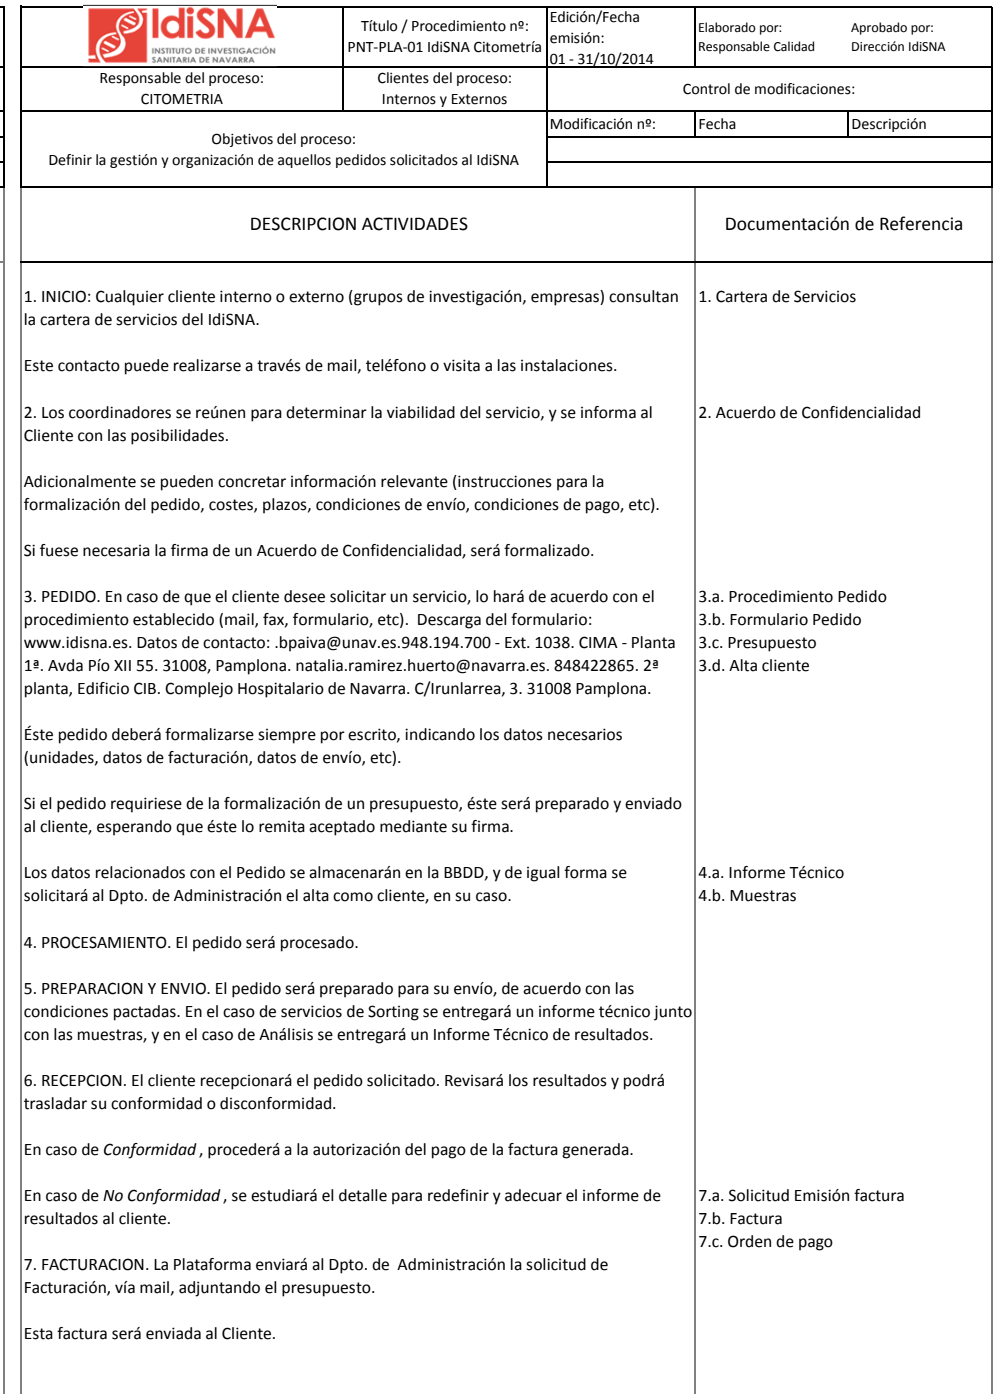 IdiSNA
INSTITUTO DE INVESTIGACIÓN
SANITARIA DE NAVARRA
Título / Procedimiento nº:
PNT-PLA-01 IdiSNA Citometría
Edición/Fecha
emisión:
01 - 31/10/2014
Elaborado por:
Responsable Calidad
Aprobado por:
Dirección IdiSNA
Responsable del proceso:
CITOMETRIA
Clientes del proceso:
Internos y Externos
Control de modificaciones:
Objetivos del proceso:
Definir la gestión y organización de aquellos pedidos solicitados al IdiSNA
Modificación nº:
Fecha
Descripción
DESCRIPCION ACTIVIDADES
Documentación de Referencia
1. INICIO: Cualquier cliente interno o externo (grupos de investigación, empresas) consultan
la cartera de servicios del IdiSNA.
1. Cartera de Servicios
Este contacto puede realizarse a través de mail, teléfono o visita a las instalaciones.
2. Los coordinadores se reúnen para determinar la viabilidad del servicio, y se informa al
Cliente con las posibilidades.
2. Acuerdo de Confidencialidad
Adicionalmente se pueden concretar información relevante (instrucciones para la
formalización del pedido, costes, plazos, condiciones de envío, condiciones de pago, etc).
Si fuese necesaria la firma de un Acuerdo de Confidencialidad, será formalizado.
3. PEDIDO. En caso de que el cliente desee solicitar un servicio, lo hará de acuerdo con el
procedimiento establecido (mail, fax, formulario, etc).  Descarga del formulario:
www.idisna.es. Datos de contacto: .bpaiva@unav.es.948.194.700 - Ext. 1038. CIMA - Planta
1ª. Avda Pío XII 55. 31008, Pamplona. natalia.ramirez.huerto@navarra.es. 848422865. 2ª
planta, Edificio CIB. Complejo Hospitalario de Navarra. C/Irunlarrea, 3. 31008 Pamplona.
3.a. Procedimiento Pedido
3.b. Formulario Pedido
3.c. Presupuesto
3.d. Alta cliente
Éste pedido deberá formalizarse siempre por escrito, indicando los datos necesarios
(unidades, datos de facturación, datos de envío, etc).
Si el pedido requiriese de la formalización de un presupuesto, éste será preparado y enviado
al cliente, esperando que éste lo remita aceptado mediante su firma.
Los datos relacionados con el Pedido se almacenarán en la BBDD, y de igual forma se
solicitará al Dpto. de Administración el alta como cliente, en su caso.
4.a. Informe Técnico
4.b. Muestras
4. PROCESAMIENTO. El pedido será procesado.
5. PREPARACION Y ENVIO. El pedido será preparado para su envío, de acuerdo con las
condiciones pactadas. En el caso de servicios de Sorting se entregará un informe técnico junto
con las muestras, y en el caso de Análisis se entregará un Informe Técnico de resultados.
6. RECEPCION. El cliente recepcionará el pedido solicitado. Revisará los resultados y podrá
trasladar su conformidad o disconformidad.
En caso de Conformidad , procederá a la autorización del pago de la factura generada.
En caso de No Conformidad , se estudiará el detalle para redefinir y adecuar el informe de
resultados al cliente.
7.a. Solicitud Emisión factura
7.b. Factura
7.c. Orden de pago
7. FACTURACION. La Plataforma enviará al Dpto. de  Administración la solicitud de
Facturación, vía mail, adjuntando el presupuesto.
Esta factura será enviada al Cliente.